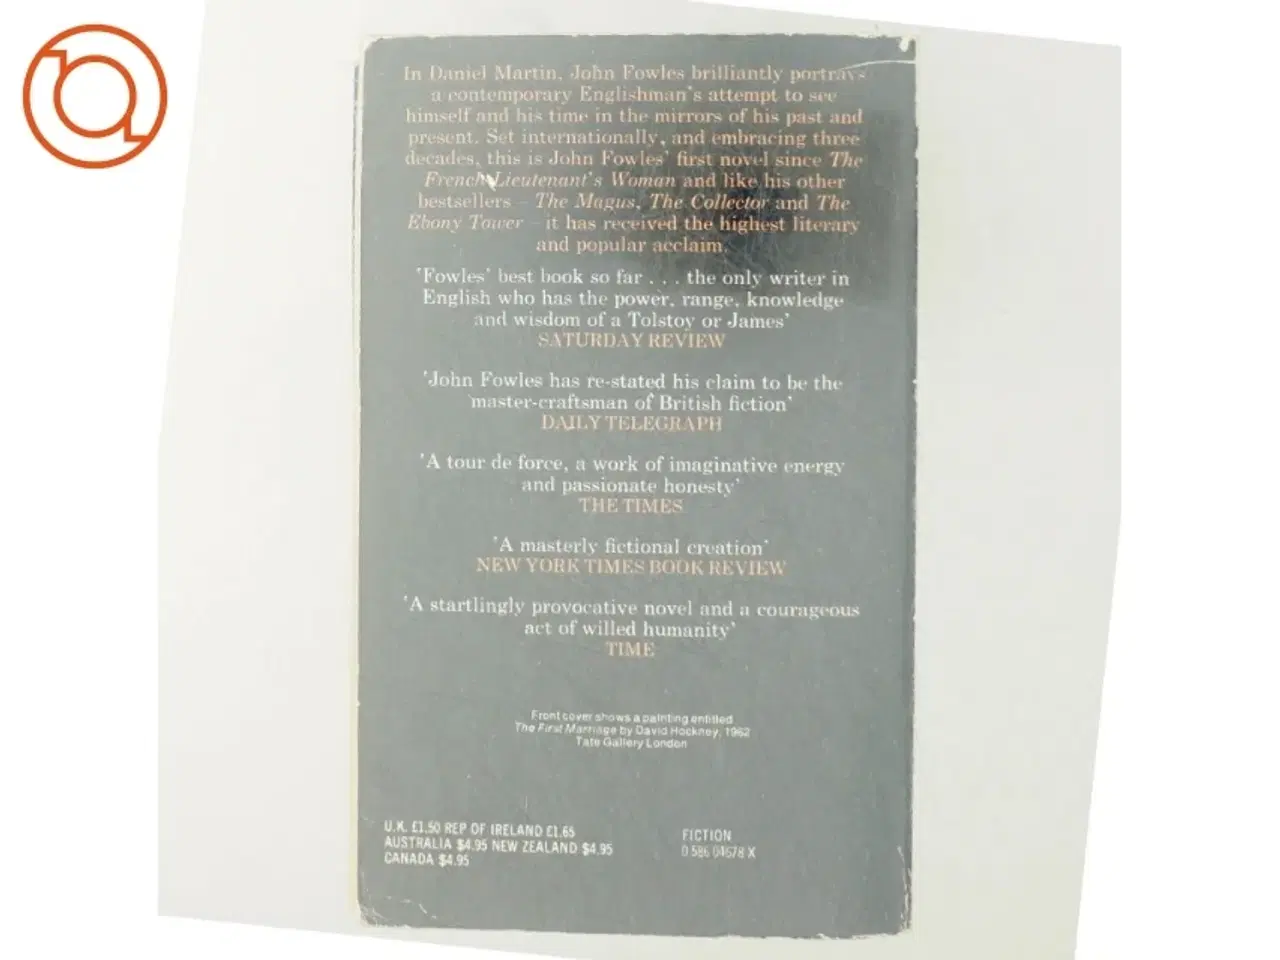 In Daniel Martin, John Fowles brilliantly portrays
a contemporary Englishman's attempt to see
himself and his time in the mirrors of his past and
present. Set internationally, and embracing three
decades, this is John Fowles' first novel since The
French Lieutenant's Woman and like his other
bestsellers – The Magus, The Collector and The
Ebony Tower – it has received the highest literary
and popular acclaim.
'Fowles' best book so far . . . the only writer in
English who has the power, range, knowledge
and wisdom of a Tolstoy or James'
SATURDAY REVIEW
'John Fowles has re-stated his claim to be the
master-craftsman of British fiction'
DAILY TELEGRAPH
'A tour de force, a work of imaginative energy
and passionate honesty'
THE TIMES
'A masterly fictional creation'
NEW YORK TIMES BOOK REVIEW
'A startlingly provocative novel and a courageous
act of willed humanity'
TIME
Front cover shows a painting entitled
The First Marriage by David Hockney, 1962
Tate Gallery London
U.K. £1.50 REP OF IRELAND £1.65
AUSTRALIA $4.95 NEW ZEALAND $4.95
CANADA $4.95
FICTION
0 586 04678 X